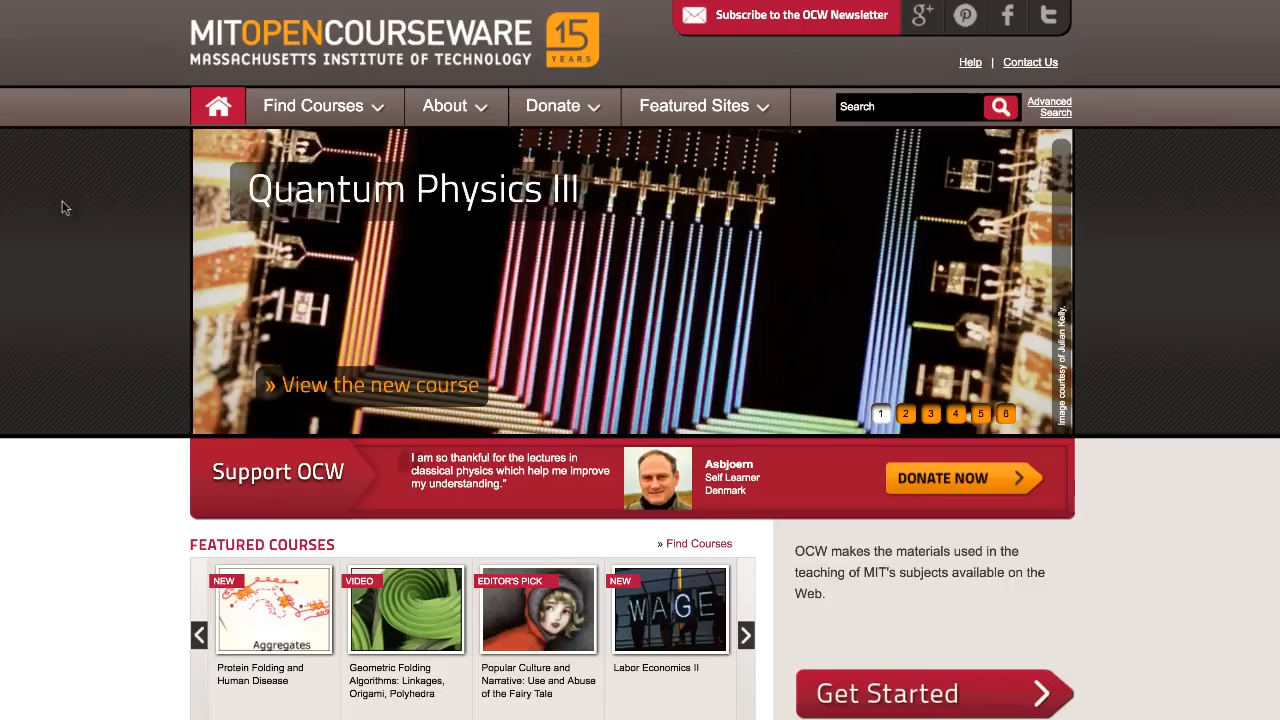 MITOPENCOURSEWARE
MASSACHUSETTS INSTITUTE OF TECHNOLOGY
15
YEARS
Subscribe to the OCW Newsletter
Help | Contact Us
Find Courses
About
Donate
Featured Sites
Search
Advanced
Search
Quantum Physics III
» View the new course
1 2 3 4 5 6
Image courtesy of Julian Kelly.
Support OCW
I am so thankful for the lectures in
classical physics which help me improve
my understanding."
Asbjoern
Self Learner
Denmark
DONATE NOW
FEATURED COURSES
» Find Courses
NEW
Aggregates
Protein Folding and
Human Disease
VIDEO
Geometric Folding
Algorithms: Linkages,
Origami, Polyhedra
EDITOR'S PICK
Popular Culture and
Narrative: Use and Abuse
of the Fairy Tale
NEW
WAGE
Labor Economics II
OCW makes the materials used in the
teaching of MIT's subjects available on the
Web.
Get Started